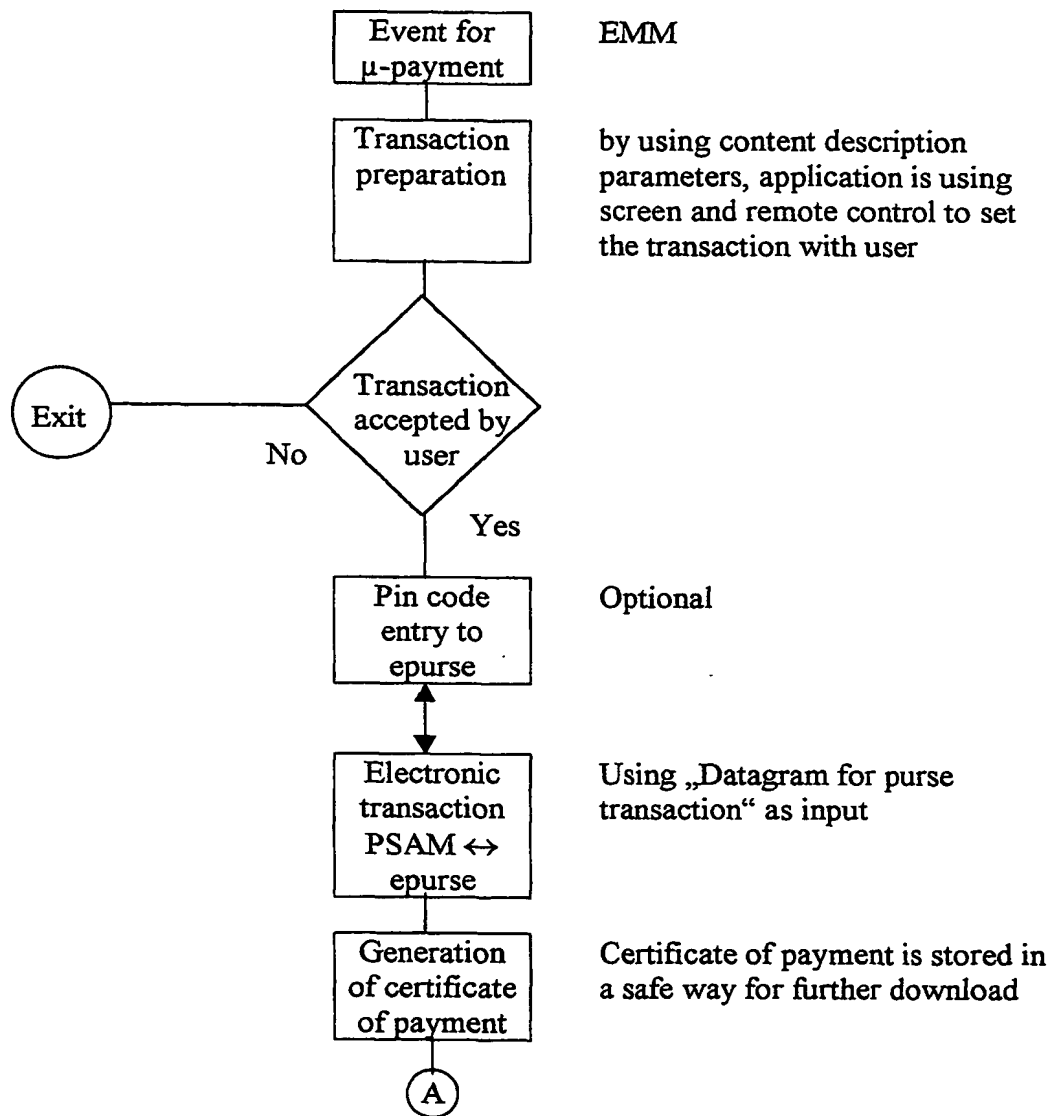 Event for
µ-payment
EMM
Transaction
preparation
by using content description
parameters, application is using
screen and remote control to set
the transaction with user
Transaction
accepted by
user
Exit
No
Yes
Pin code
entry to
epurse
Optional
Electronic
transaction
PSAM ↔
epurse
Using „Datagram for purse
transaction“ as input
Generation
of certificate
of payment
Certificate of payment is stored in
a safe way for further download
A